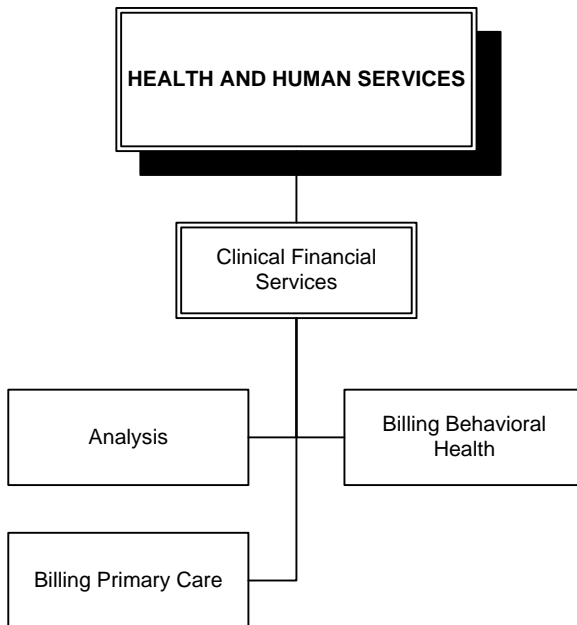 HEALTH AND HUMAN SERVICES
Clinical Financial
Services
Analysis
Billing Behavioral
Health
Billing Primary Care